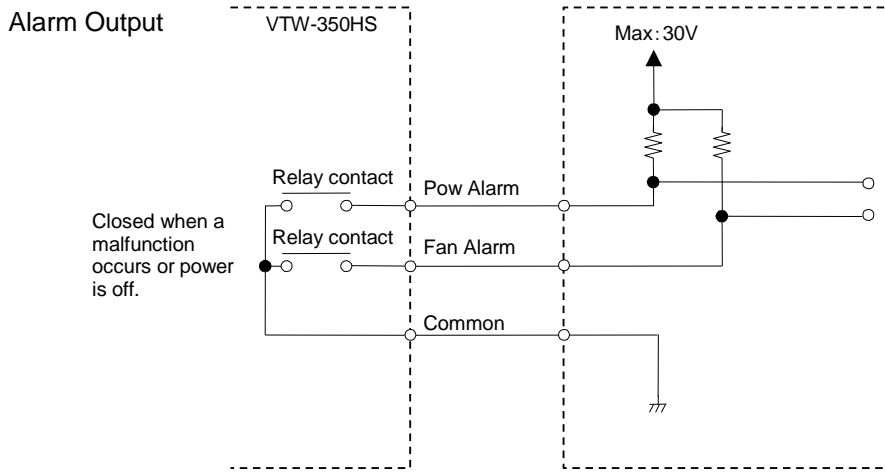 Alarm Output
VTW-350HS
Max：30V
Relay contact
Pow Alarm
Closed when a
malfunction
occurs or power
is off.
Relay contact
Fan Alarm
Common